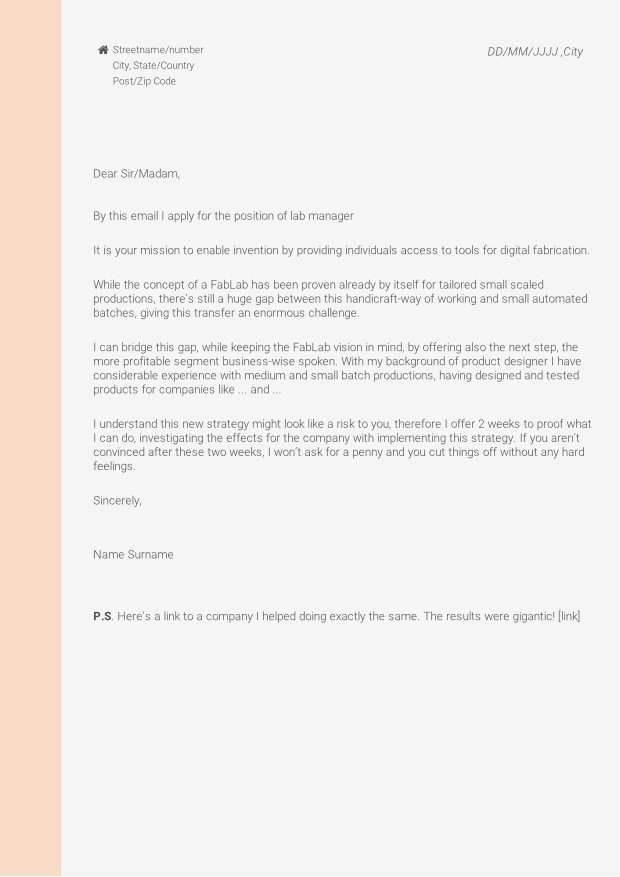 Streetname/number
City, State/Country
Post/Zip Code
DD/MM/JJJJ ,City
Dear Sir/Madam,
By this email I apply for the position of lab manager
It is your mission to enable invention by providing individuals access to tools for digital fabrication.
While the concept of a FabLab has been proven already by itself for tailored small scaled
productions, there's still a huge gap between this handicraft-way of working and small automated
batches, giving this transfer an enormous challenge.
I can bridge this gap, while keeping the FabLab vision in mind, by offering also the next step, the
more profitable segment business-wise spoken. With my background of product designer I have
considerable experience with medium and small batch productions, having designed and tested
products for companies like ... and ...
I understand this new strategy might look like a risk to you, therefore I offer 2 weeks to proof what
I can do, investigating the effects for the company with implementing this strategy. If you aren't
convinced after these two weeks, I won't ask for a penny and you cut things off without any hard
feelings.
Sincerely,
Name Surname
P.S. Here's a link to a company I helped doing exactly the same. The results were gigantic! [link]